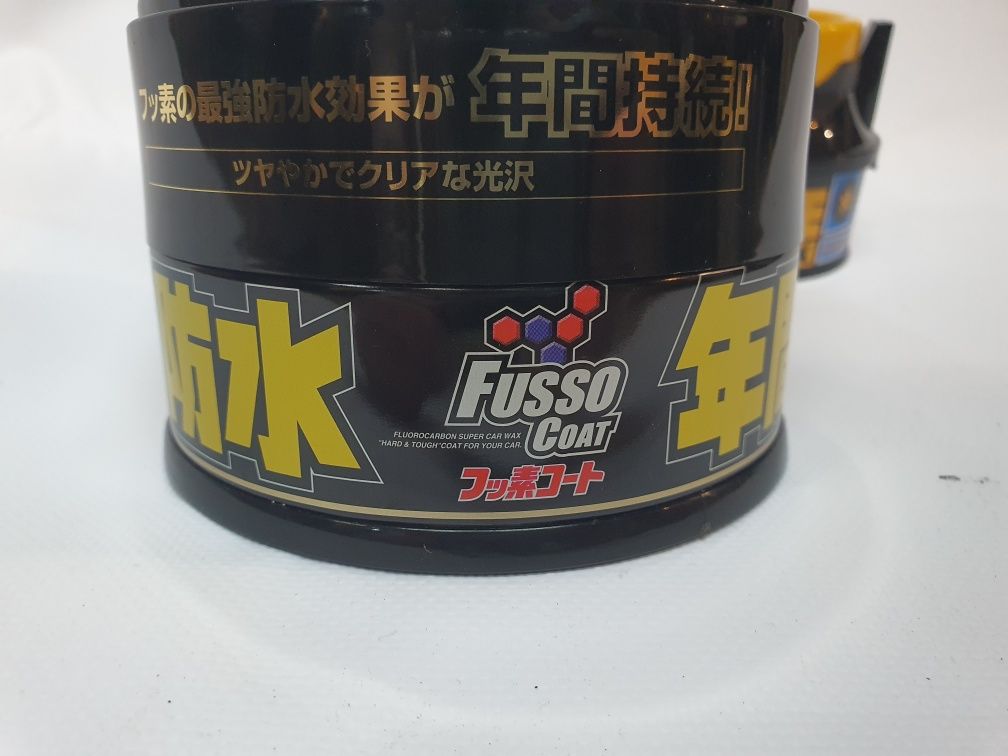 フッ素の最強防水効果が 年間持続!
ツヤやかでクリアな光沢
防水
FUSSO
COAT
FLUOROCARBON SUPER CAR WAX
"HARD & TOUGH"COAT FOR YOUR CAR.
フッ素コート
年間